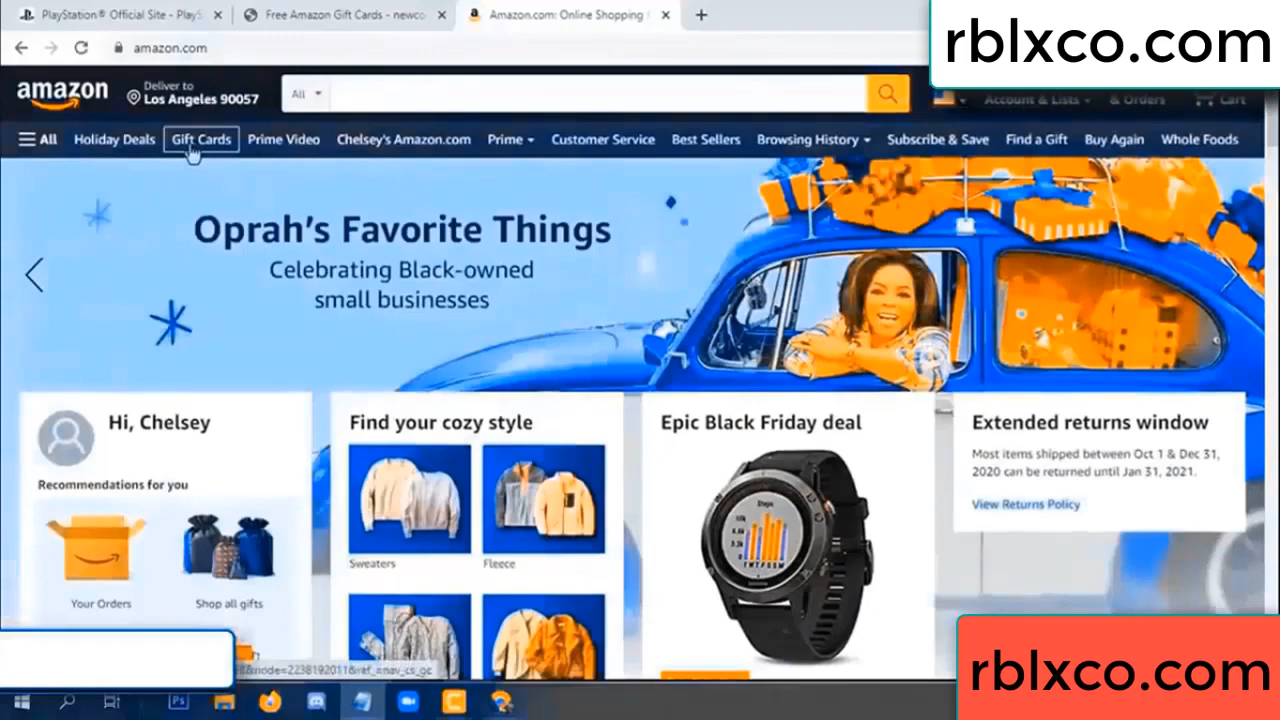 PlayStation® Official Site - PlayS
Free Amazon Gift Cards - newco
Amazon.com: Online Shopping f
rblxco.com
amazon.com
amazon
Deliver to
Los Angeles 90057
All
Account & Lists
& Orders
Cart
All
Holiday Deals
Gift Cards
Prime Video
Chelsey's Amazon.com
Prime
Customer Service
Best Sellers
Browsing History
Subscribe & Save
Find a Gift
Buy Again
Whole Foods
Oprah's Favorite Things
Celebrating Black-owned
small businesses
Hi, Chelsey
Recommendations for you
Your Orders
Shop all gifts
Find your cozy style
Sweaters
Fleece
Epic Black Friday deal
Steps
Extended returns window
Most items shipped between Oct 1 & Dec 31,
2020 can be returned until Jan 31, 2021.
View Returns Policy
rblxco.com
Ps